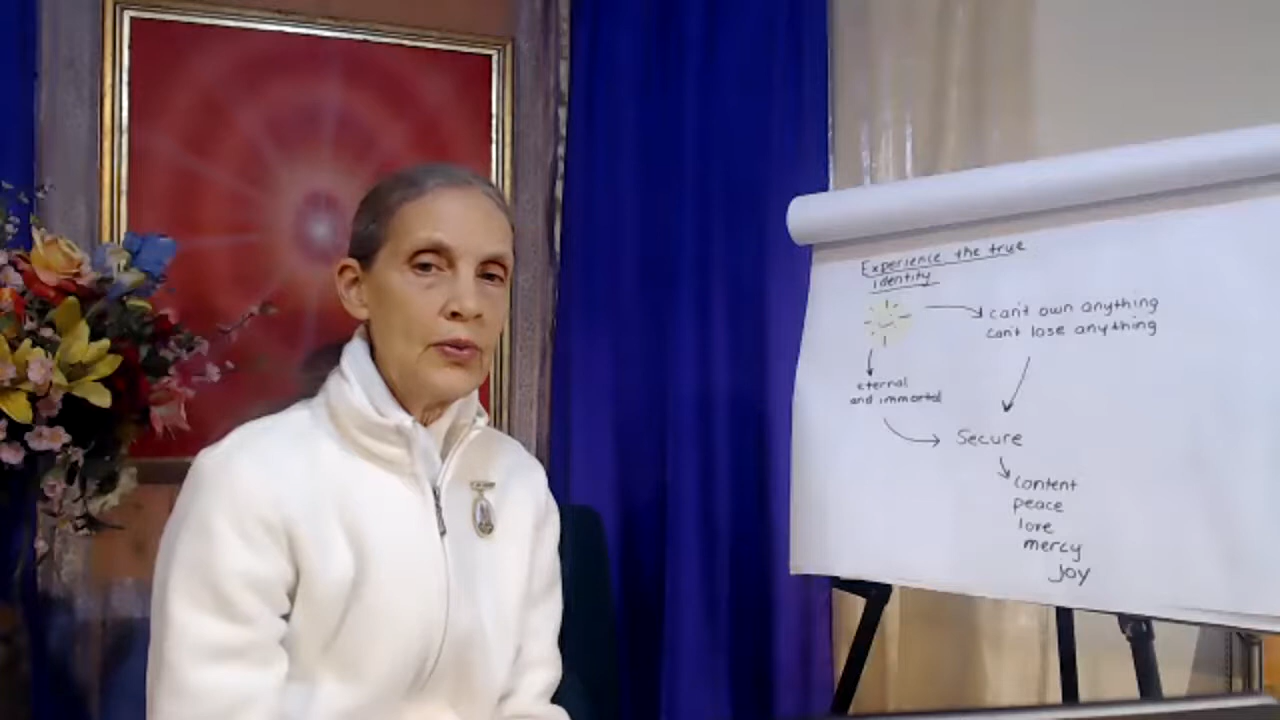 Experience the true
identity
can't own anything
can't lose anything
eternal
and immortal
Secure
content
peace
love
mercy
Joy